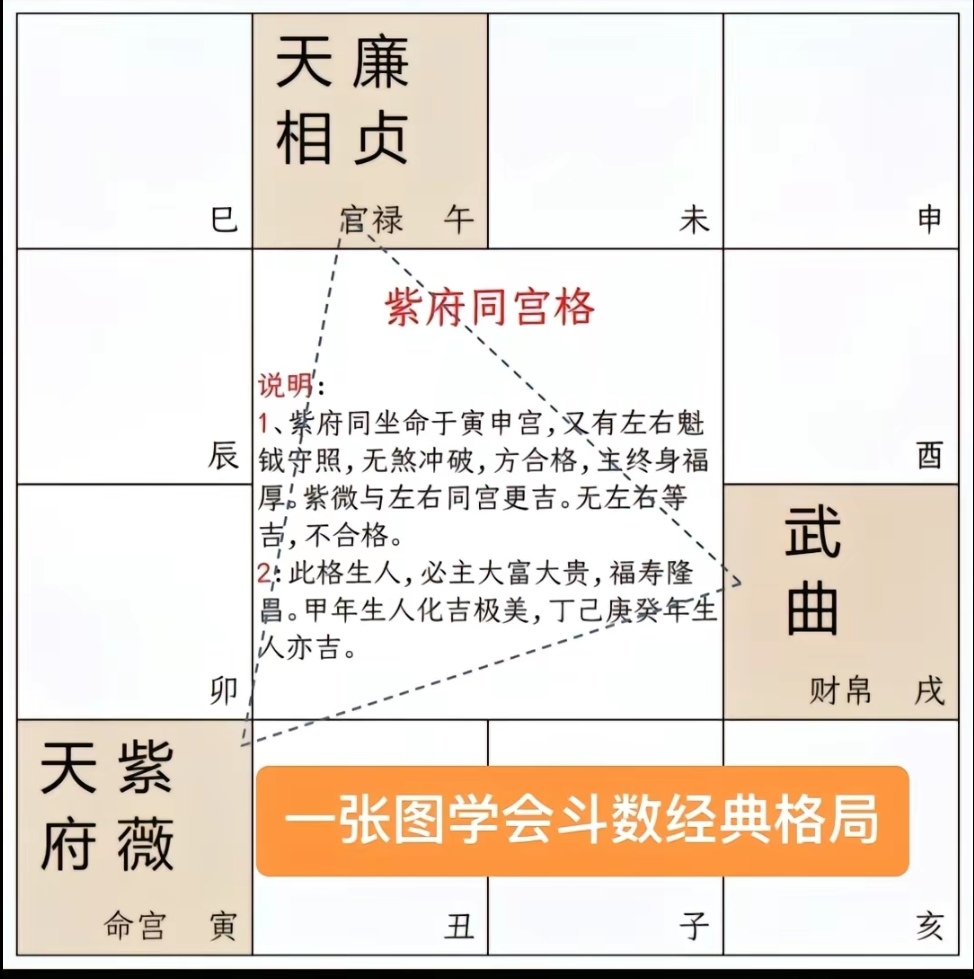 天廉
相贞
官禄 午
巳
未
申
紫府同宫格
说明：
1、紫府同坐命于寅申宫，又有左右魁
钺守照，无煞冲破，方合格，主终身福
厚。紫微与左右同宫更吉。无左右等
吉，不合格。
2：此格生人，必主大富大贵，福寿隆
昌。甲年生人化吉极美，丁己庚癸年生
人亦吉。
辰
酉
卯
武
曲
财帛 戌
天紫
府薇
命宫 寅
一张图学会斗数经典格局
丑
子
亥